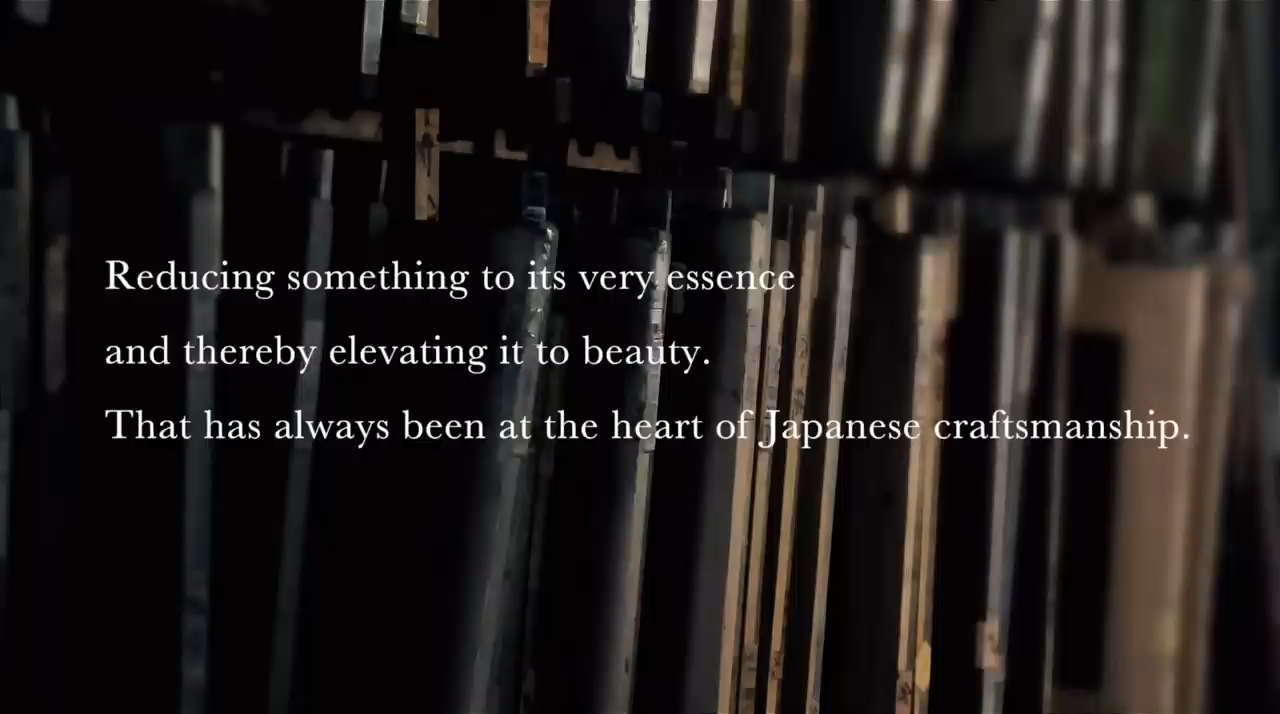 Reducing something to its very essence
and thereby elevating it to beauty.
That has always been at the heart of Japanese craftsmanship.